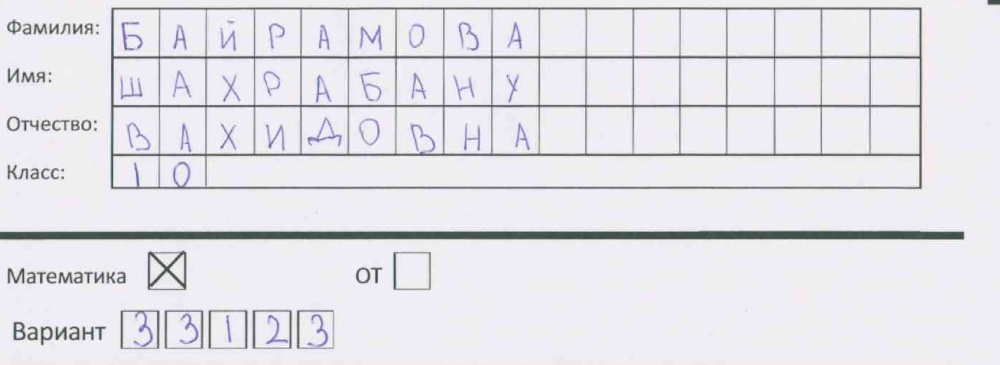 Фамилия: БАЙРАМОВА
Имя: ШАХРАБАНУ
Отчество: ВАХИДОВНА
Класс: 10
Математика ☒ ОТ ☐
Вариант 33123